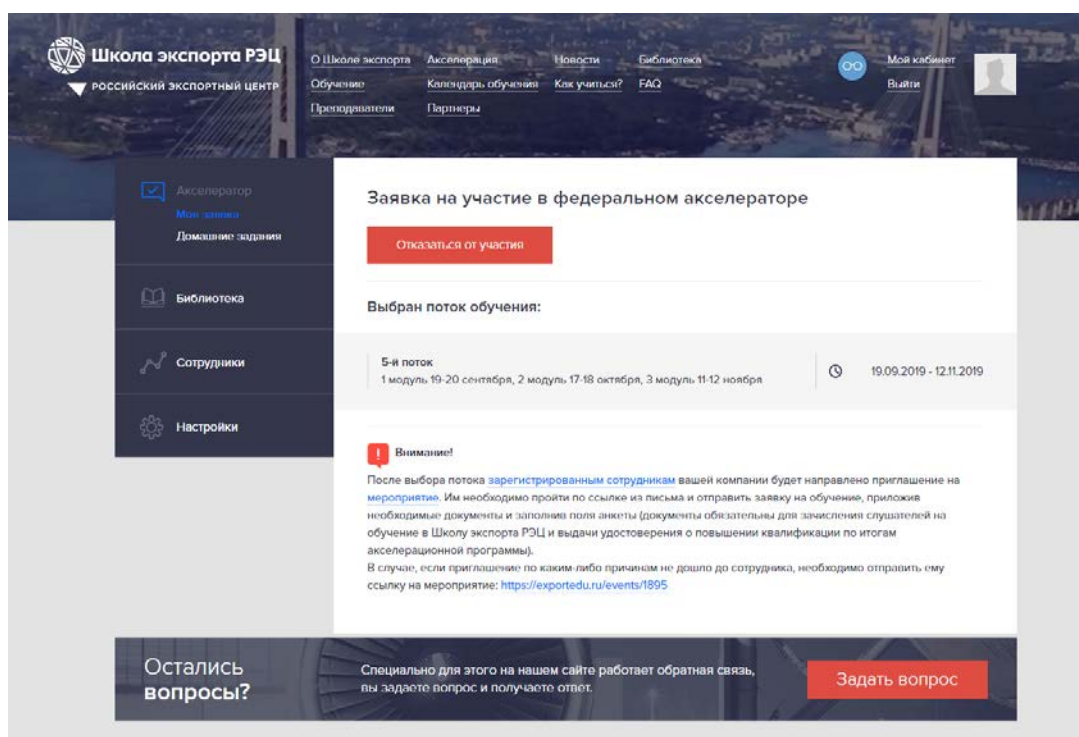 Школа экспорта РЭЦ
РОССИЙСКИЙ ЭКСПОРТНЫЙ ЦЕНТР
О Школе экспорта
Обучение
Преподаватели
Акселерация
Календарь обучения
Партнеры
Новости
Как учиться?
Библиотека
FAQ
Мой кабинет
Выйти
Акселератор
Моя заявка
Домашние задания
Библиотека
Сотрудники
Настройки
Заявка на участие в федеральном акселераторе
Отказаться от участия
Выбран поток обучения:
5-й поток
1 модуль 19-20 сентября, 2 модуль 17-18 октября, 3 модуль 11-12 ноября
19.09.2019 - 12.11.2019
Внимание!
После выбора потока зарегистрированным сотрудникам вашей компании будет направлено приглашение на
мероприятие. Им необходимо пройти по ссылке из письма и отправить заявку на обучение, приложив
необходимые документы и заполнив поля анкеты (документы обязательны для зачисления слушателей на
обучение в Школу экспорта РЭЦ и выдачи удостоверения о повышении квалификации по итогам
акселерационной программы).
В случае, если приглашение по каким-либо причинам не дошло до сотрудника, необходимо отправить ему
ссылку на мероприятие: https://exportedu.ru/events/1895
Остались
вопросы?
Специально для этого на нашем сайте работает обратная связь,
вы задаете вопрос и получаете ответ.
Задать вопрос